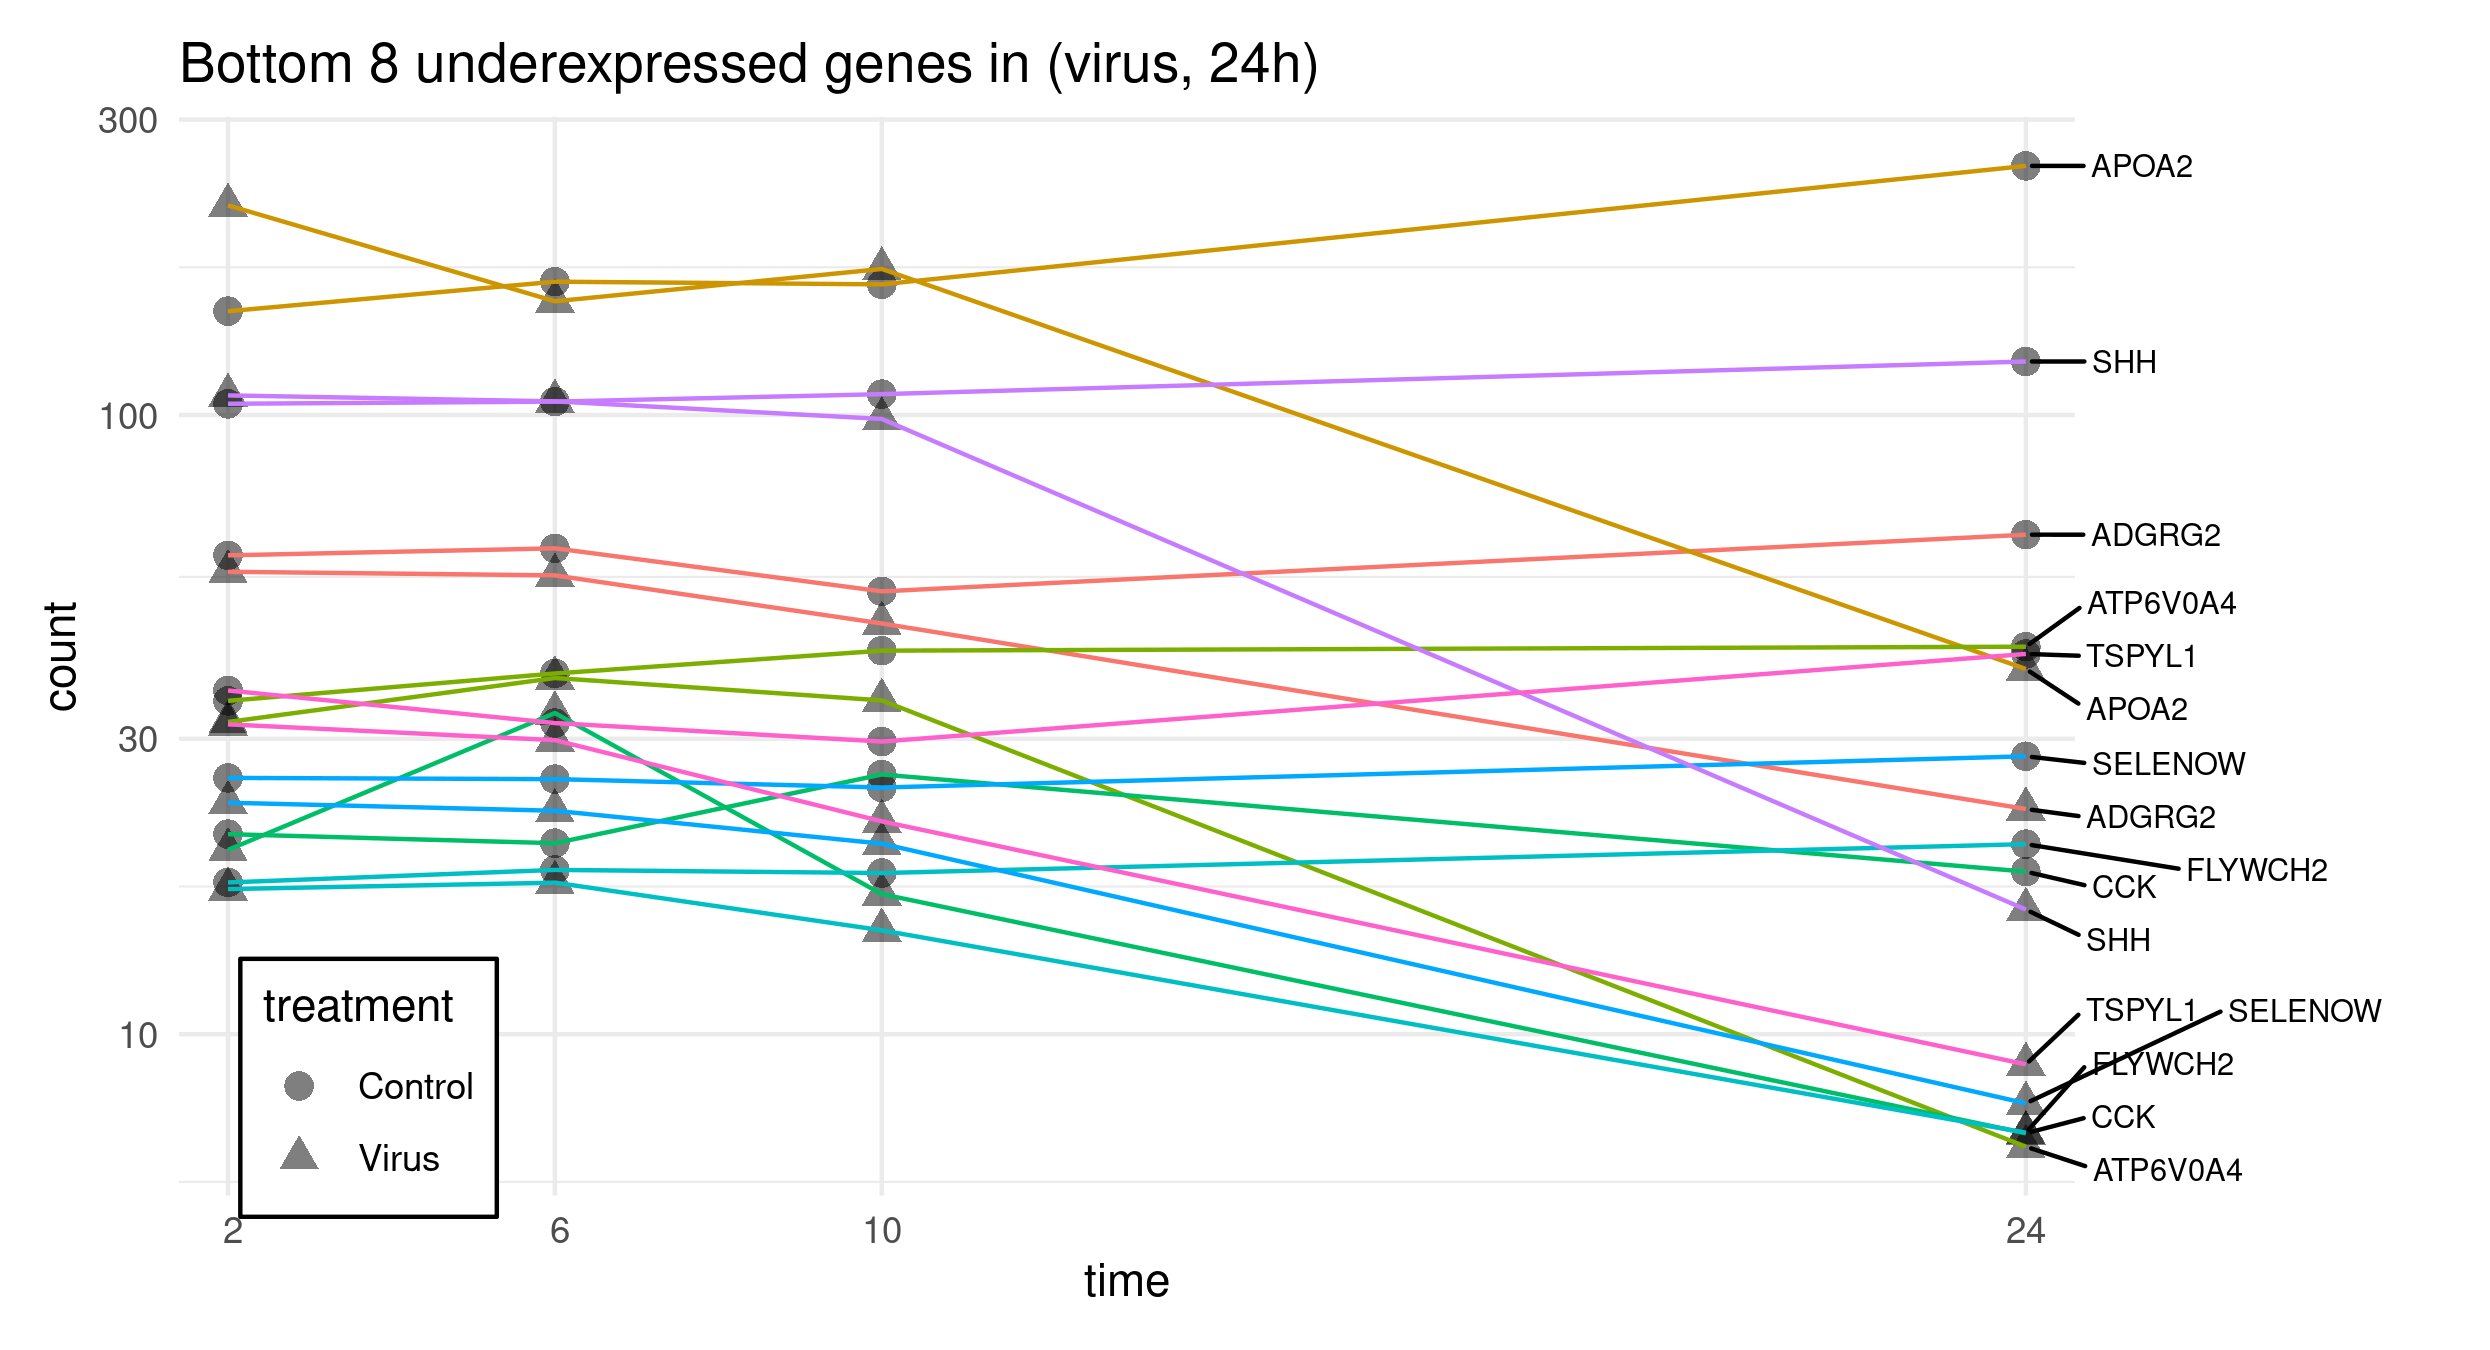 Bottom 8 underexpressed genes in (virus, 24h)
300
100
30
10
count
APOA2
SHH
ADGRG2
ATP6V0A4
TSPYL1
APOA2
SELENOW
ADGRG2
FLYWCH2
CCK
SHH
TSPYL1
SELENOW
FLYWCH2
CCK
ATP6V0A4
treatment
Control
Virus
2
6
10
24
time